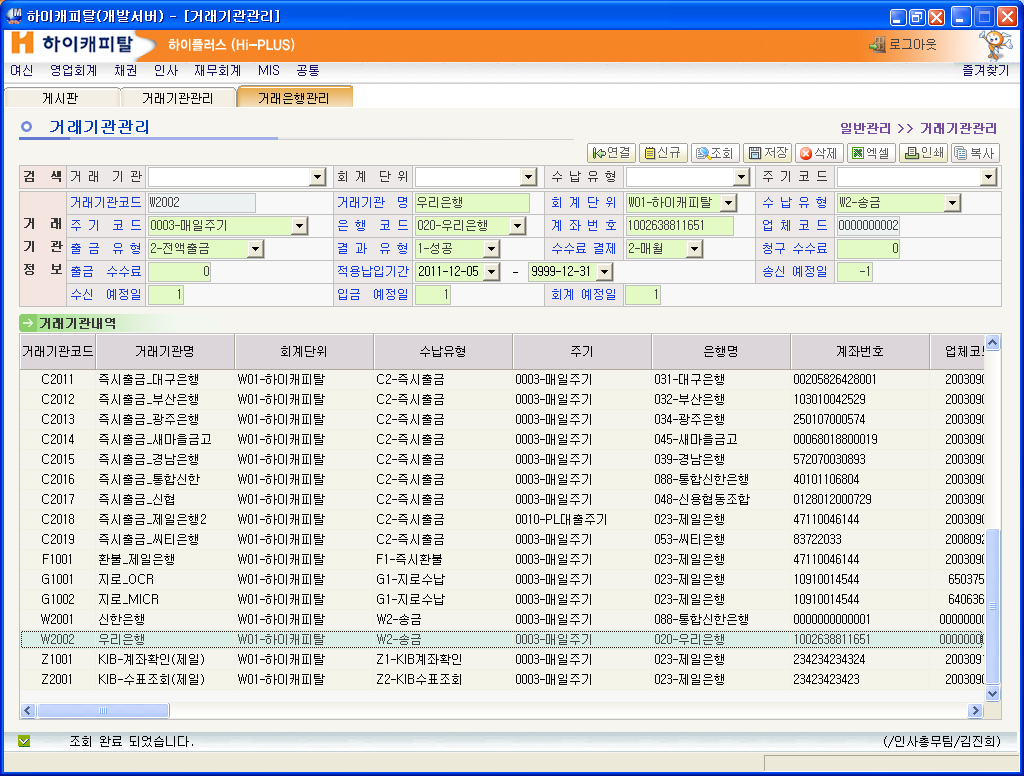 하이캐피탈(개발서버) - [거래기관관리]
하이캐피탈 하이플러스 (Hi-PLUS) 로그아웃
여신 영업회계 채권 인사 재무회계 MIS 공통 즐겨찾기
게시판 거래기관관리 거래은행관리
거래기관관리 일반관리 >> 거래기관관리
연결 신규 조회 저장 삭제 엑셀 인쇄 복사
검 색 거 래 기 관 회 계 단 위 수 납 유 형 주 기 코 드
거래기관코드 W2002 거래기관 명 우리은행 회 계 단 위 W01-하이캐피탈 수 납 유 형 W2-송금
거 래 주 기 코 드 0003-매일주기 은 행 코 드 020-우리은행 계 좌 번 호 1002638811651 업 체 코 드 0000000002
기 관 출 금 유 형 2-전액출금 결 과 유 형 1-성공 수수료 결제 2-매월 청구 수수료 0
정 보 출금 수수료 0 적용납입기간 2011-12-05 - 9999-12-31 송신 예정일 -1
수신 예정일 1 입금 예정일 1 회계 예정일 1
거래기관내역
거래기관코드 거래기관명 회계단위 수납유형 주기 은행명 계좌번호 업체코
C2011 즉시출금_대구은행 W01-하이캐피탈 C2-즉시출금 0003-매일주기 031-대구은행 00205826428001 2003090
C2012 즉시출금_부산은행 W01-하이캐피탈 C2-즉시출금 0003-매일주기 032-부산은행 103010042529 2003090
C2013 즉시출금_광주은행 W01-하이캐피탈 C2-즉시출금 0003-매일주기 034-광주은행 250107000574 2003090
C2014 즉시출금_새마을금고 W01-하이캐피탈 C2-즉시출금 0003-매일주기 045-새마을금고 00068018800019 2003090
C2015 즉시출금_경남은행 W01-하이캐피탈 C2-즉시출금 0003-매일주기 039-경남은행 572070030893 2003090
C2016 즉시출금_통합신한 W01-하이캐피탈 C2-즉시출금 0003-매일주기 088-통합신한은행 40101106804 2003090
C2017 즉시출금_신협 W01-하이캐피탈 C2-즉시출금 0003-매일주기 048-신용협동조합 0128012000729 2003090
C2018 즉시출금_제일은행2 W01-하이캐피탈 C2-즉시출금 0010-PL대출주기 023-제일은행 47110046144 2003090
C2019 즉시출금_씨티은행 W01-하이캐피탈 C2-즉시출금 0003-매일주기 053-씨티은행 83722033 2008092
F1001 환불_제일은행 W01-하이캐피탈 F1-즉시환불 0003-매일주기 023-제일은행 47110046144 2003090
G1001 지로_OCR W01-하이캐피탈 G1-지로수납 0003-매일주기 023-제일은행 10910014544 650375
G1002 지로_MICR W01-하이캐피탈 G1-지로수납 0003-매일주기 023-제일은행 10910014544 640636
W2001 신한은행 W01-하이캐피탈 W2-송금 0003-매일주기 088-통합신한은행 0000000000001 0000000
W2002 우리은행 W01-하이캐피탈 W2-송금 0003-매일주기 020-우리은행 1002638811651 0000000
Z1001 KIB-계좌확인(제일) W01-하이캐피탈 Z1-KIB계좌확인 0003-매일주기 023-제일은행 234234234324 2003091
Z2001 KIB-수표조회(제일) W01-하이캐피탈 Z2-KIB수표조회 0003-매일주기 023-제일은행 23423423423 2003090
조회 완료 되었습니다. (/인사총무팀/김진희)